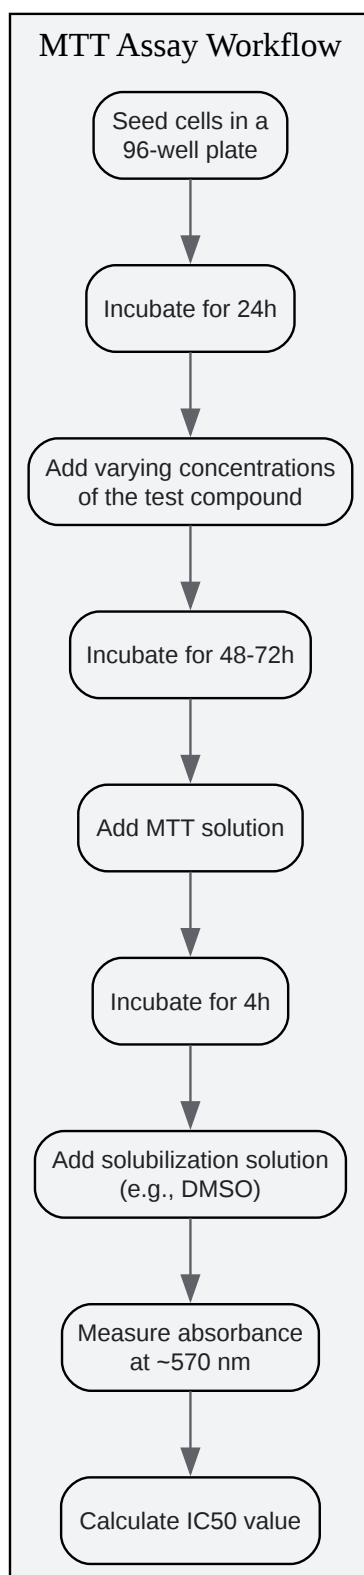 MTT Assay Workflow
Seed cells in a
96-well plate
Incubate for 24h
Add varying concentrations
of the test compound
Incubate for 48-72h
Add MTT solution
Incubate for 4h
Add solubilization solution
(e.g., DMSO)
Measure absorbance
at ~570 nm
Calculate IC50 value